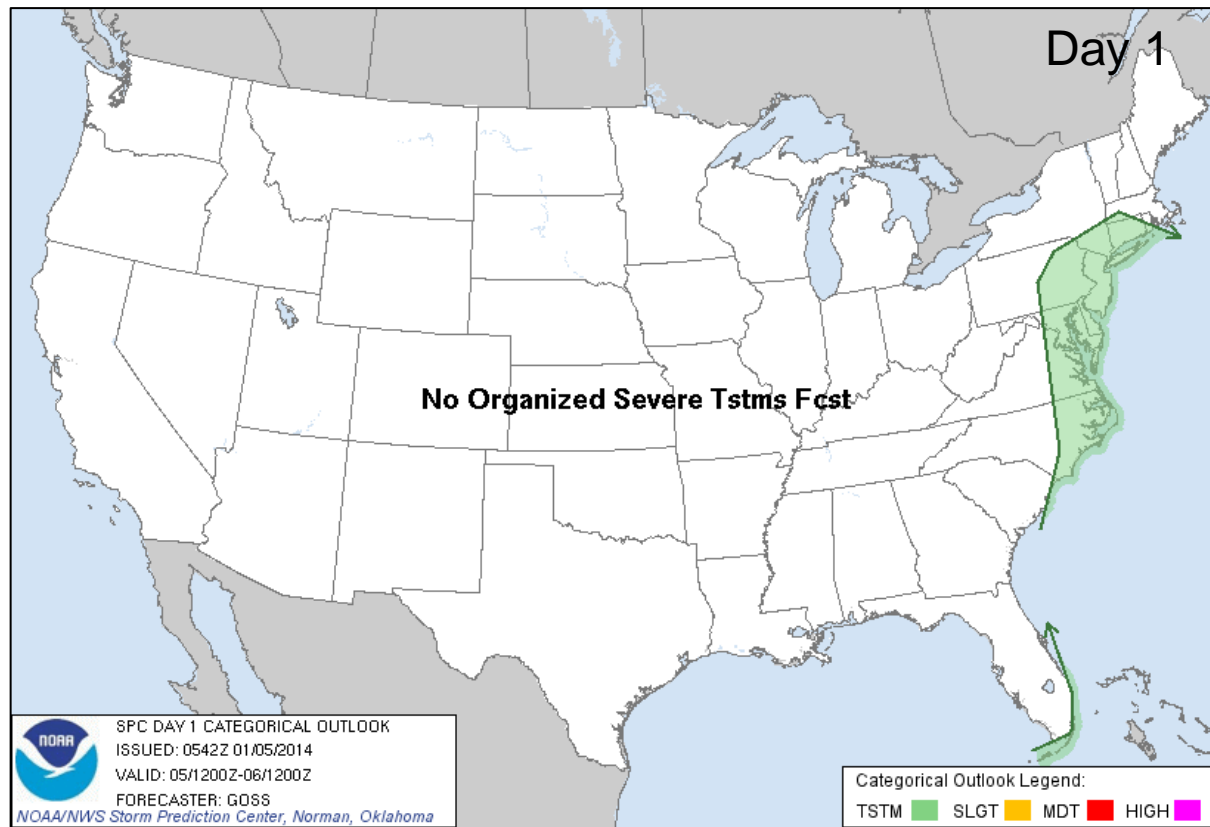 Day 1
No Organized Severe Tstms Fcst
NOAA
SPC DAY 1 CATEGORICAL OUTLOOK
ISSUED: 0542Z 01/05/2014
VALID: 05/1200Z-06/1200Z
FORECASTER: GOSS
NOAA/NWS Storm Prediction Center, Norman, Oklahoma
Categorical Outlook Legend:
TSTM SLGT MDT HIGH